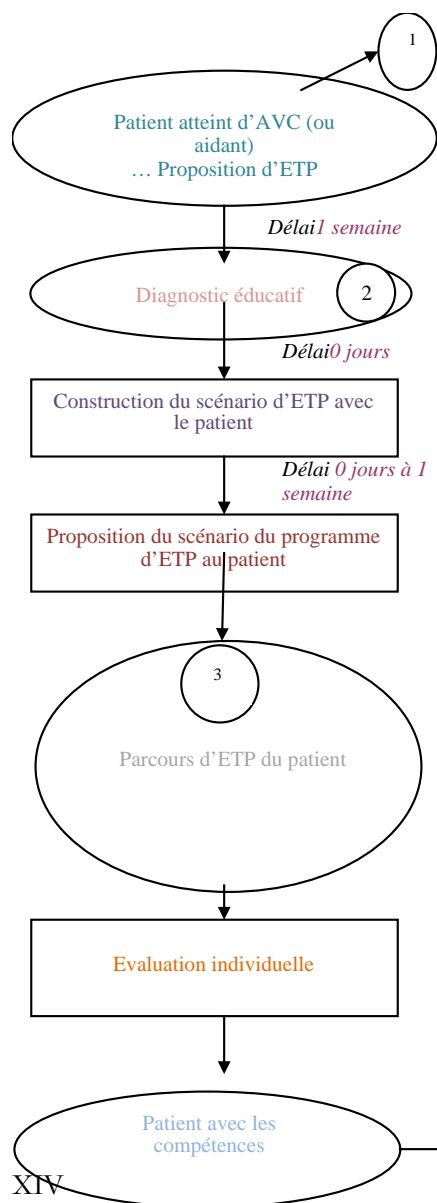 1
Patient atteint d’AVC (ou
aidant)
… Proposition d’ETP
Délai1 semaine
Diagnostic éducatif
2
Délai0 jours
Construction du scénario d’ETP avec
le patient
Délai 0 jours à 1
semaine
Proposition du scénario du programme
d’ETP au patient
3
Parcours d’ETP du patient
Evaluation individuelle
Patient avec les
compétences
XIV